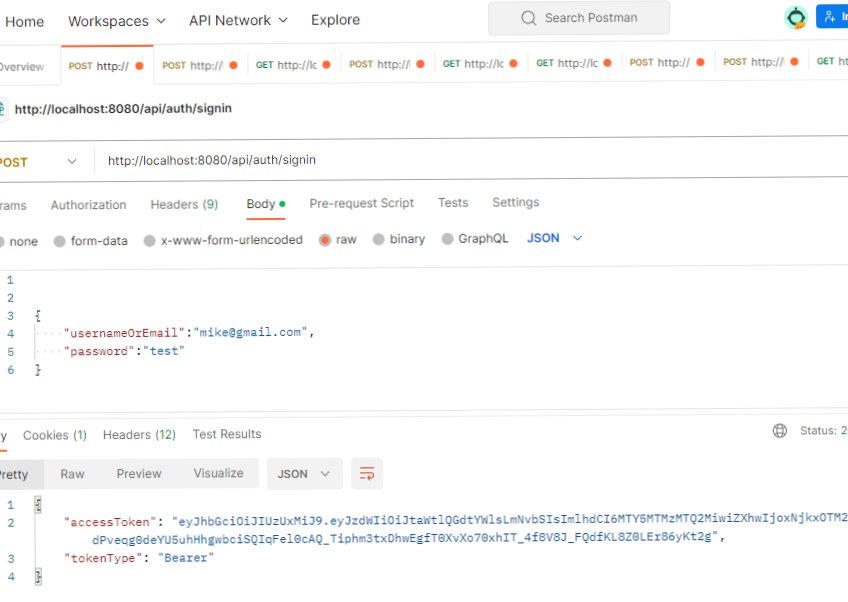 Home Workspaces API Network Explore Search Postman In
Overview POST http:// POST http:// GET http://lc POST http:// GET http://lc GET http://lc POST http:// POST http:// GET ht
http://localhost:8080/api/auth/signin
POST http://localhost:8080/api/auth/signin
rams Authorization Headers (9) Body Pre-request Script Tests Settings
none form-data x-www-form-urlencoded raw binary GraphQL JSON
1
2
3 {
4 "usernameOrEmail":"mike@gmail.com",
5 "password":"test"
6 }
y Cookies (1) Headers (12) Test Results Status: 2
Pretty Raw Preview Visualize JSON
1 {
2 "accessToken": "eyJhbGciOiJIUzUxMiJ9.eyJzdWIiOiJtaWtlQGdtYWlsLmNvbSIsImlhdCI6MTY5MTMzMTQ2MiwiZXhwIjoxNjkxOTM2
dPveqg0deYU5uhHhgwbciSQIqFel0cAQ_Tiphm3txDhwEgfT0XvXo70xhIT_4f8V8J_FQdfKL8Z0LEr86yKt2g",
3 "tokenType": "Bearer"
4 }